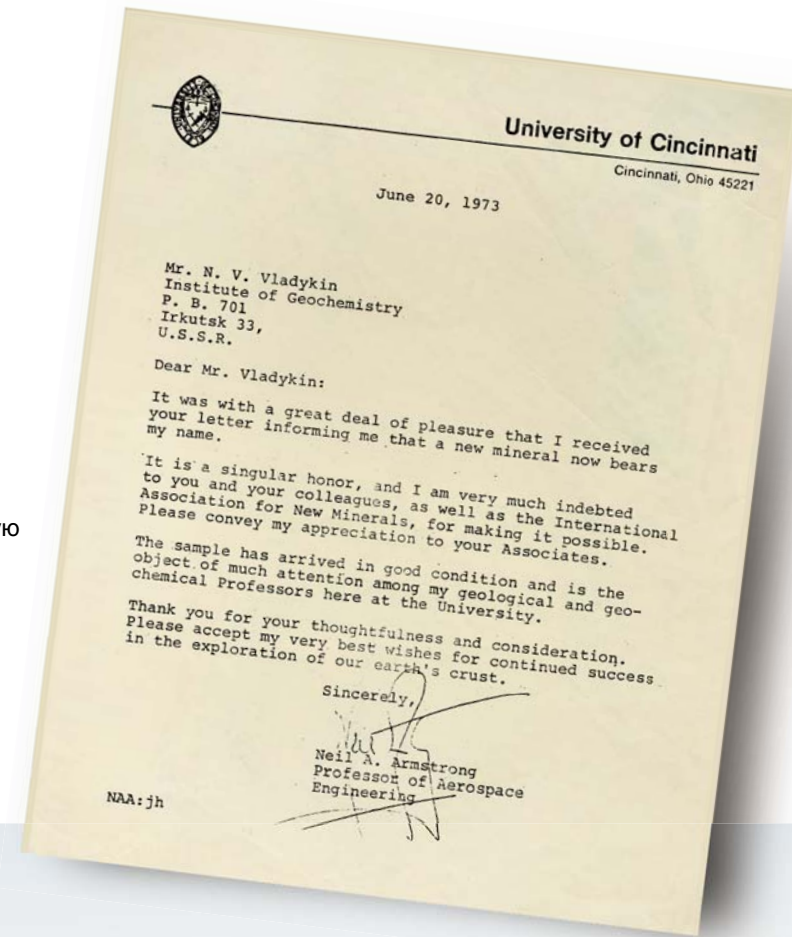 University of Cincinnati
Cincinnati, Ohio 45221
June 20, 1973
Mr. N. V. Vladykin
Institute of Geochemistry
P. B. 701
Irkutsk 33,
U.S.S.R.
Dear Mr. Vladykin:
It was with a great deal of pleasure that I received
your letter informing me that a new mineral now bears
my name.
It is a singular honor, and I am very much indebted
to you and your colleagues, as well as the International
Association for New Minerals, for making it possible.
Please convey my appreciation to your Associates.
The sample has arrived in good condition and is the
object of much attention among my geological and geo-
chemical Professors here at the University.
Thank you for your thoughtfulness and consideration.
Please accept my very best wishes for continued success
in the exploration of our earth's crust.
Sincerely,
Neil A. Armstrong
Professor of Aerospace
Engineering
NAA:jh